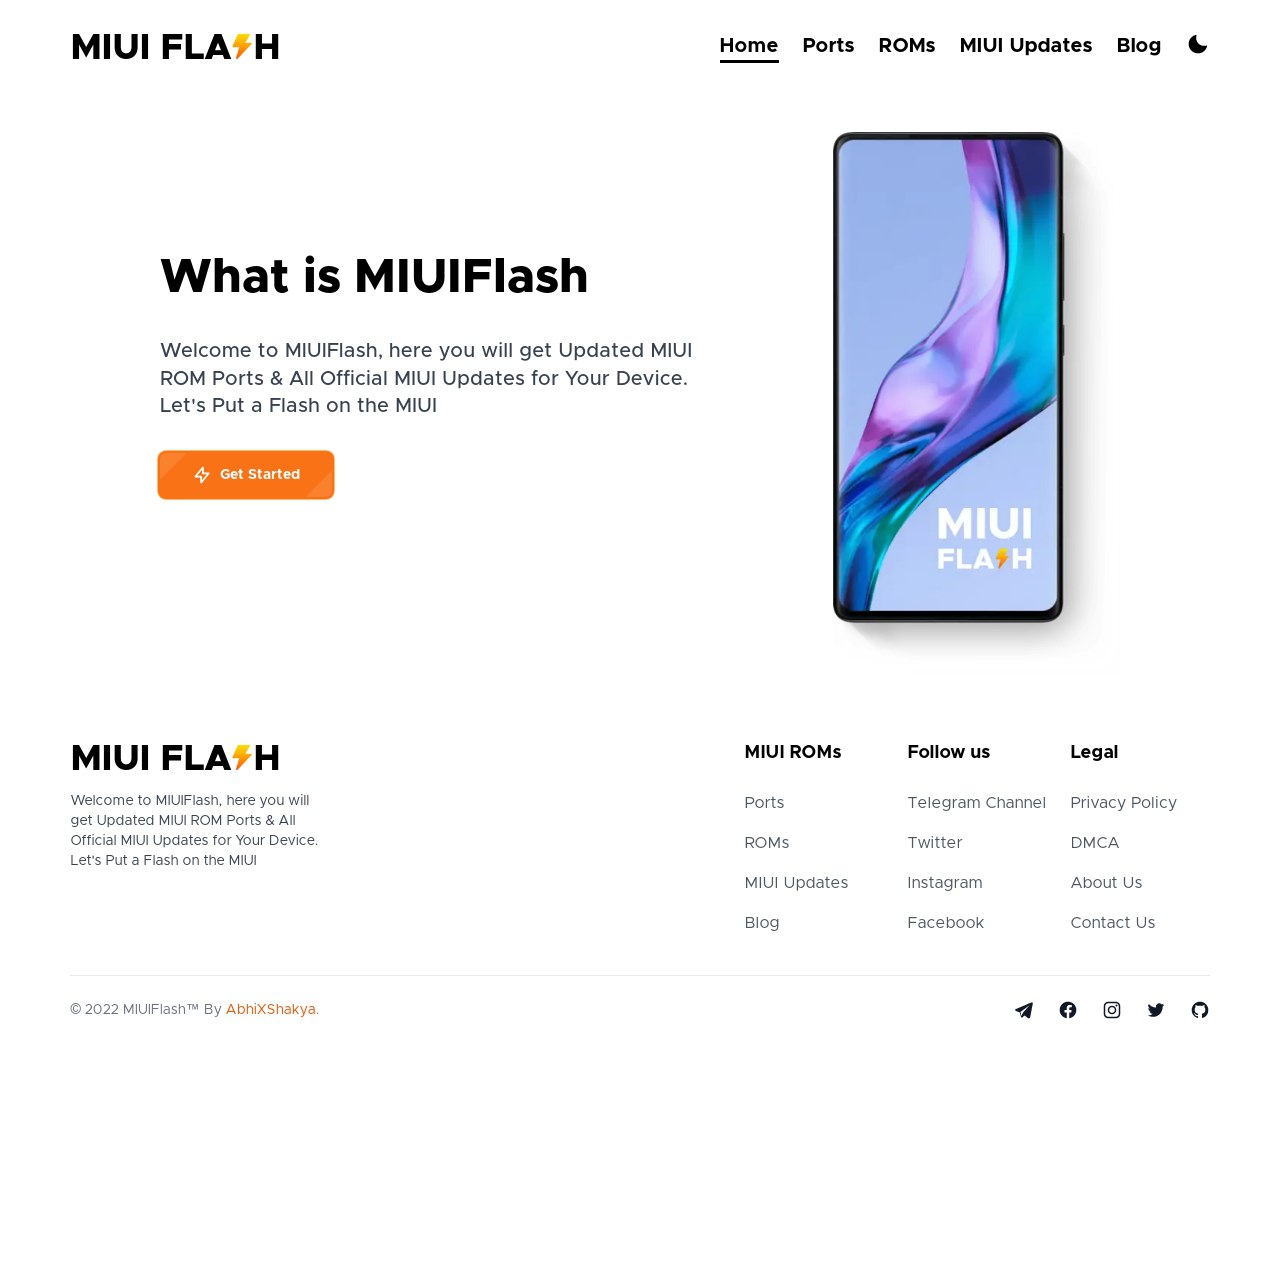 MIUI FLASH
Home Ports ROMs MIUI Updates Blog
What is MIUIFlash
Welcome to MIUIFlash, here you will get Updated MIUI
ROM Ports & All Official MIUI Updates for Your Device.
Let's Put a Flash on the MIUI
Get Started
MIUI
FLASH
MIUI FLASH
Welcome to MIUIFlash, here you will
get Updated MIUI ROM Ports & All
Official MIUI Updates for Your Device.
Let's Put a Flash on the MIUI
MIUI ROMs
Ports
ROMs
MIUI Updates
Blog
Follow us
Telegram Channel
Twitter
Instagram
Facebook
Legal
Privacy Policy
DMCA
About Us
Contact Us
© 2022 MIUIFlash™ By AbhiXShakya.